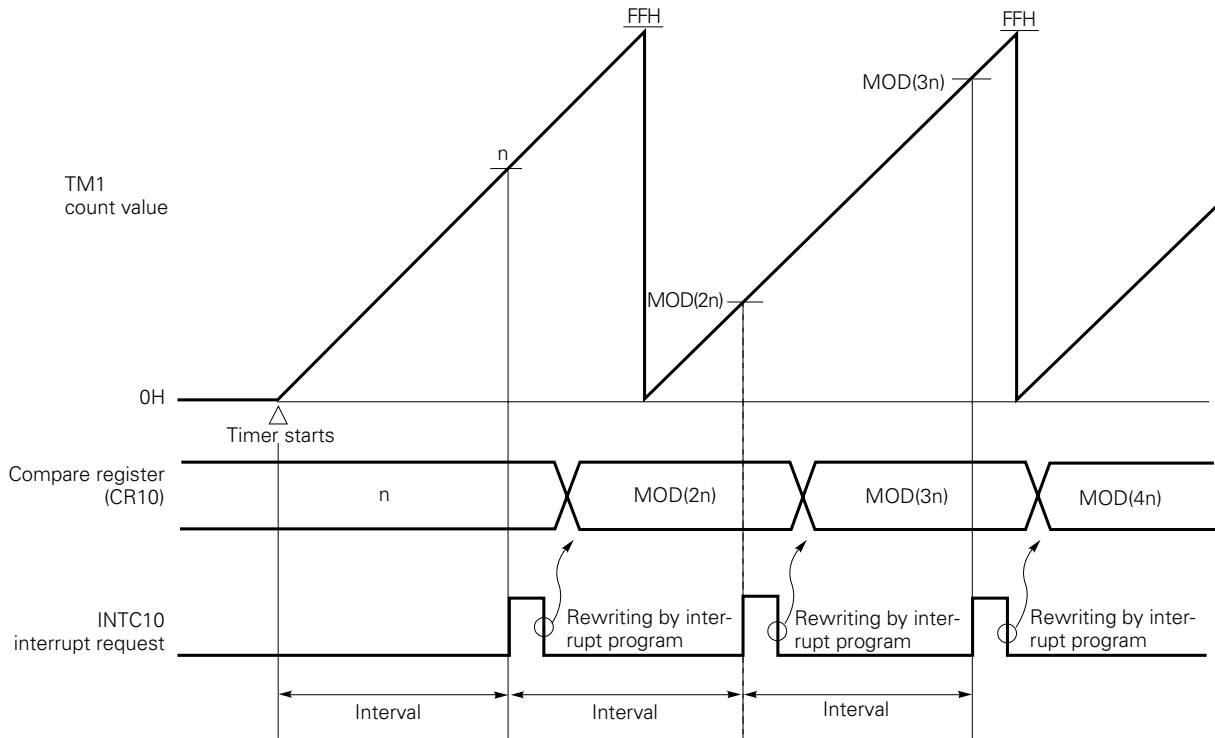 FFH
FFH
MOD(3n)
n
TM1
count value
MOD(2n)
0H
Timer starts
Compare register
(CR10)
n
MOD(2n)
MOD(3n)
MOD(4n)
INTC10
interrupt request
Rewriting by inter-
rupt program
Rewriting by inter-
rupt program
Rewriting by inter-
rupt program
Interval
Interval
Interval